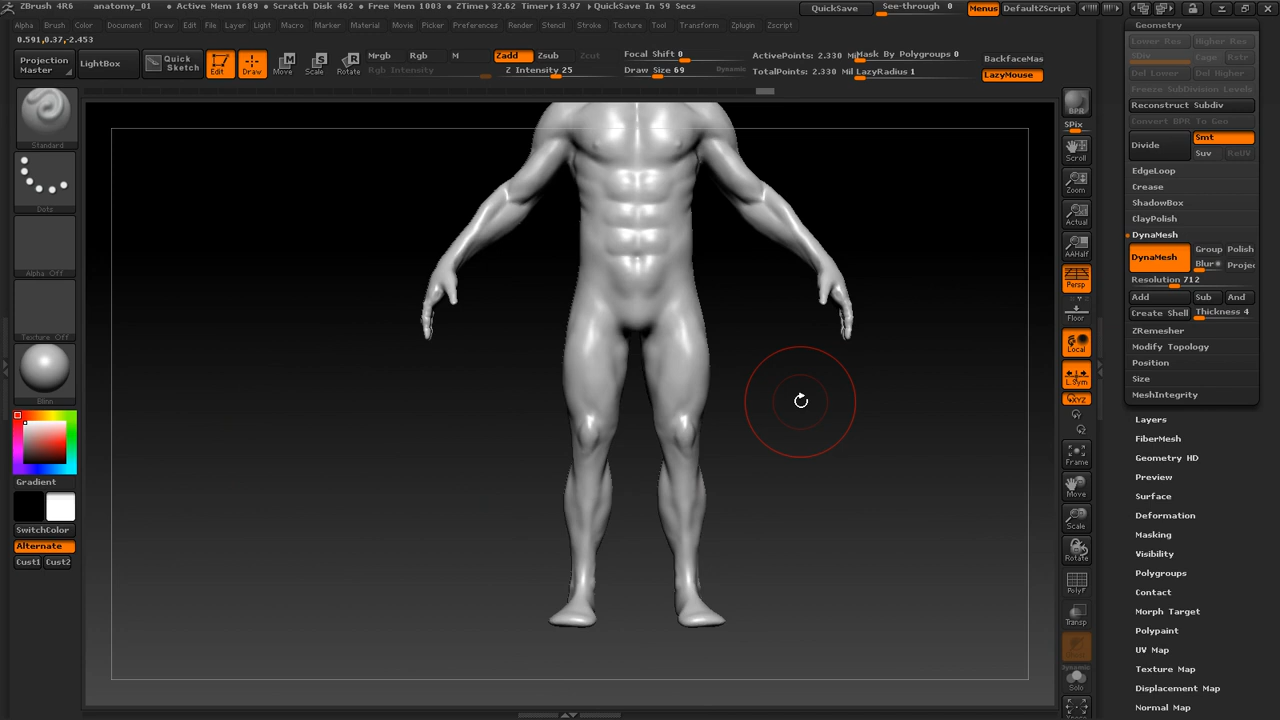 ZBrush 4R6 anatomy_01 • Active Mem 1689 • Scratch Disk 462 • Free Mem 1003 • ZTime▸32.62 Timer▸13.97 • QuickSave In 59 Secs QuickSave See-through 0 Menus DefaultZScript
Alpha Brush Color Document Draw Edit File Layer Light Macro Marker Material Movie Picker Preferences Render Stencil Stroke Texture Tool Transform Zplugin Zscript
0.591,0.37,-2.453
Projection Master
LightBox
Quick Sketch
Edit
Draw
Move
Scale
Rotate
Mrgb Rgb M
Rgb Intensity
Zadd Zsub Zcut
Z Intensity 25
Focal Shift 0
Draw Size 69 Dynamic
ActivePoints: 2.330 Mil
TotalPoints: 2.330 Mil
Mask By Polygroups 0
LazyRadius 1
BackfaceMas
LazyMouse
Standard
Dots
Alpha Off
Texture Off
Blinn
Gradient
SwitchColor
Alternate
Cust1 Cust2
BPR
SPix
Scroll
Zoom
Actual
AAHalf
Persp
Floor
Local
L.Sym
XYZ
Frame
Move
Scale
Rotate
PolyF
Transp
Dynamic
Solo
Xpose
Geometry
Lower Res Higher Res
SDiv Cage Rstr
Del Lower Del Higher
Freeze SubDivision Levels
Reconstruct Subdiv
Convert BPR To Geo
Divide Smt
Suv ReUV
EdgeLoop
Crease
ShadowBox
ClayPolish
DynaMesh
DynaMesh Group Polish
Blur Projec
Resolution 712
Add Sub And
Create Shell Thickness 4
ZRemesher
Modify Topology
Position
Size
MeshIntegrity
Layers
FiberMesh
Geometry HD
Preview
Surface
Deformation
Masking
Visibility
Polygroups
Contact
Morph Target
Polypaint
UV Map
Texture Map
Displacement Map
Normal Map